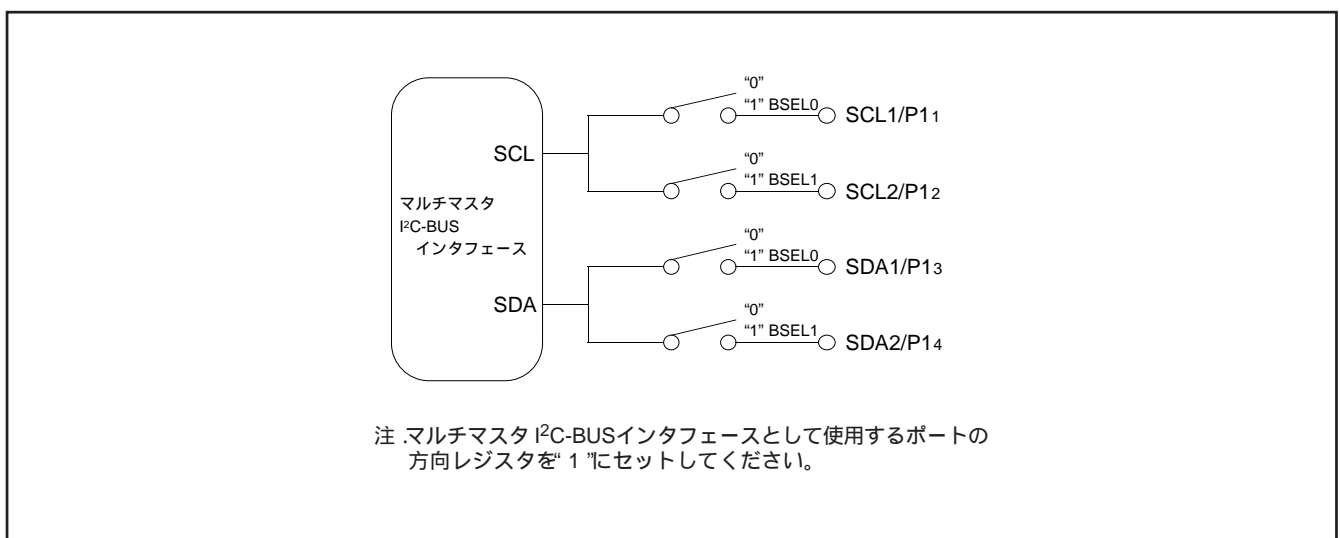 “0”
“1” BSEL0
SCL1/P11
SCL
“0”
“1” BSEL1
SCL2/P12
マルチマスタ
I2C-BUS
インタフェース
“0”
“1” BSEL0
SDA1/P13
SDA
“0”
“1” BSEL1
SDA2/P14
注.マルチマスタI2C-BUSインタフェースとして使用するポートの
方向レジスタを“1”にセットしてください。